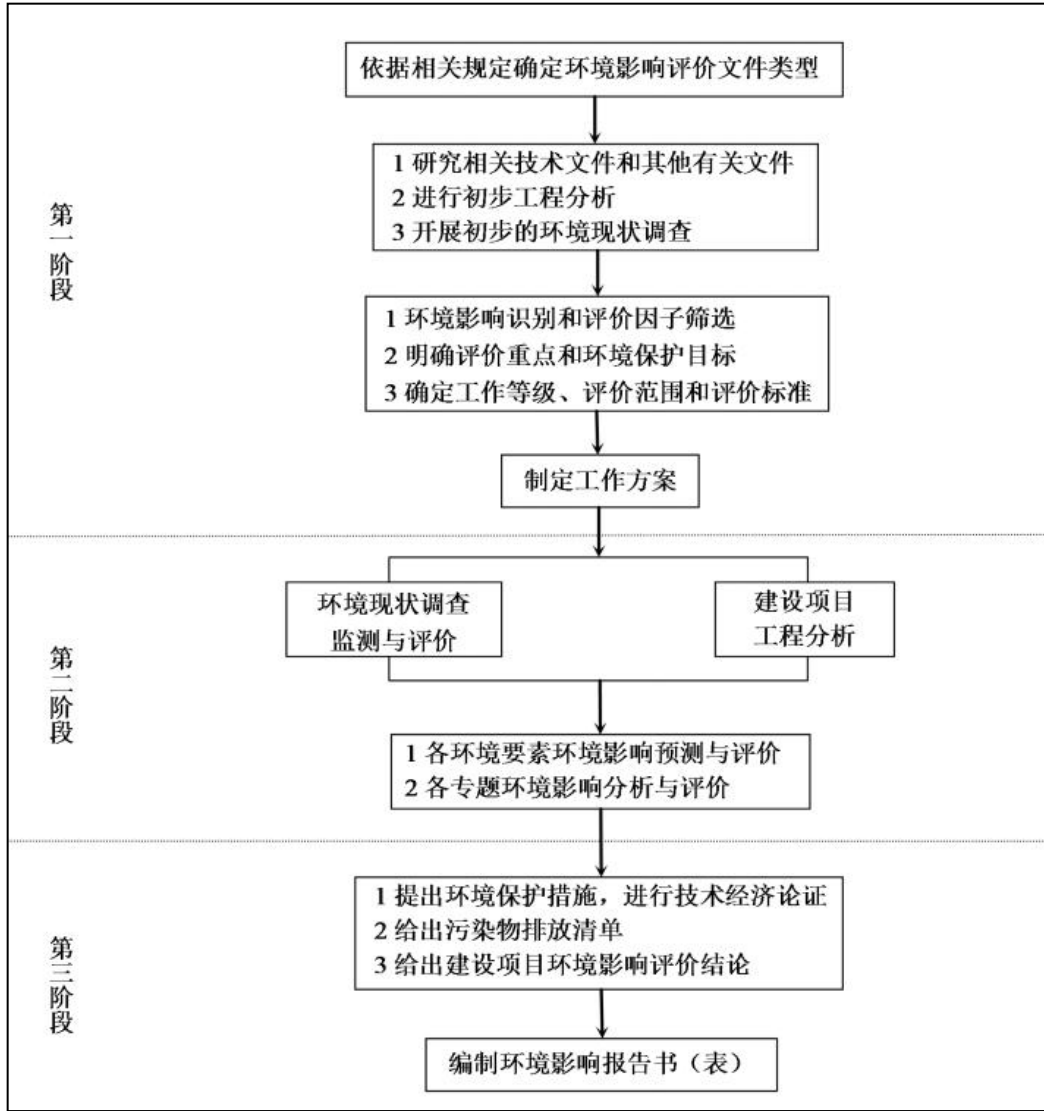 依据相关规定确定环境影响评价文件类型
1 研究相关技术文件和其他有关文件
2 进行初步工程分析
3 开展初步的环境现状调查
第一阶段
1 环境影响识别和评价因子筛选
2 明确评价重点和环境保护目标
3 确定工作等级、评价范围和评价标准
制定工作方案
环境现状调查
监测与评价
建设项目
工程分析
第二阶段
1 各环境要素环境影响预测与评价
2 各专题环境影响分析与评价
1 提出环境保护措施，进行技术经济论证
2 给出污染物排放清单
3 给出建设项目环境影响评价结论
第三阶段
编制环境影响报告书（表）